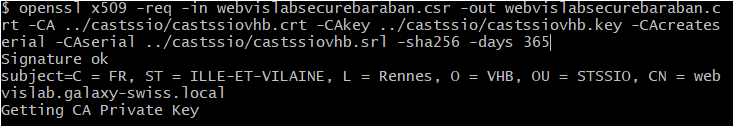 $ openssl x509 -req -in webvislabsecurebaraban.csr -out webvislabsecurebaraban.c
rt -CA ../castssio/castssiovhb.crt -CAkey ../castssio/castssiovhb.key -CAcreates
erial -CAserial ../castssio/castssiovhb.srl -sha256 -days 365
Signature ok
subject=C = FR, ST = ILLE-ET-VILAINE, L = Rennes, O = VHB, OU = STSSIO, CN = web
vislab.galaxy-swiss.local
Getting CA Private Key